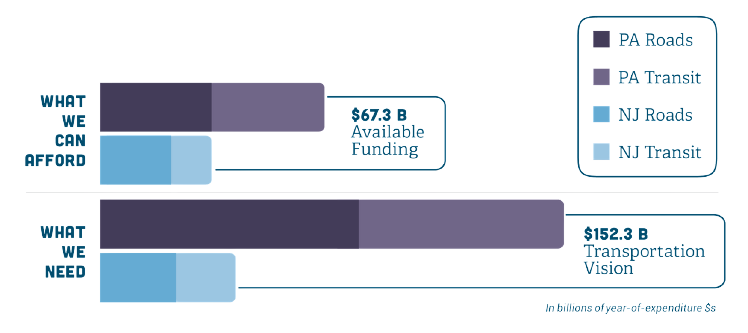 PA Roads
PA Transit
NJ Roads
NJ Transit
WHAT
WE
CAN
AFFORD
$67.3 B
Available
Funding
WHAT
WE
NEED
$152.3 B
Transportation
Vision
In billions of year-of-expenditure $s